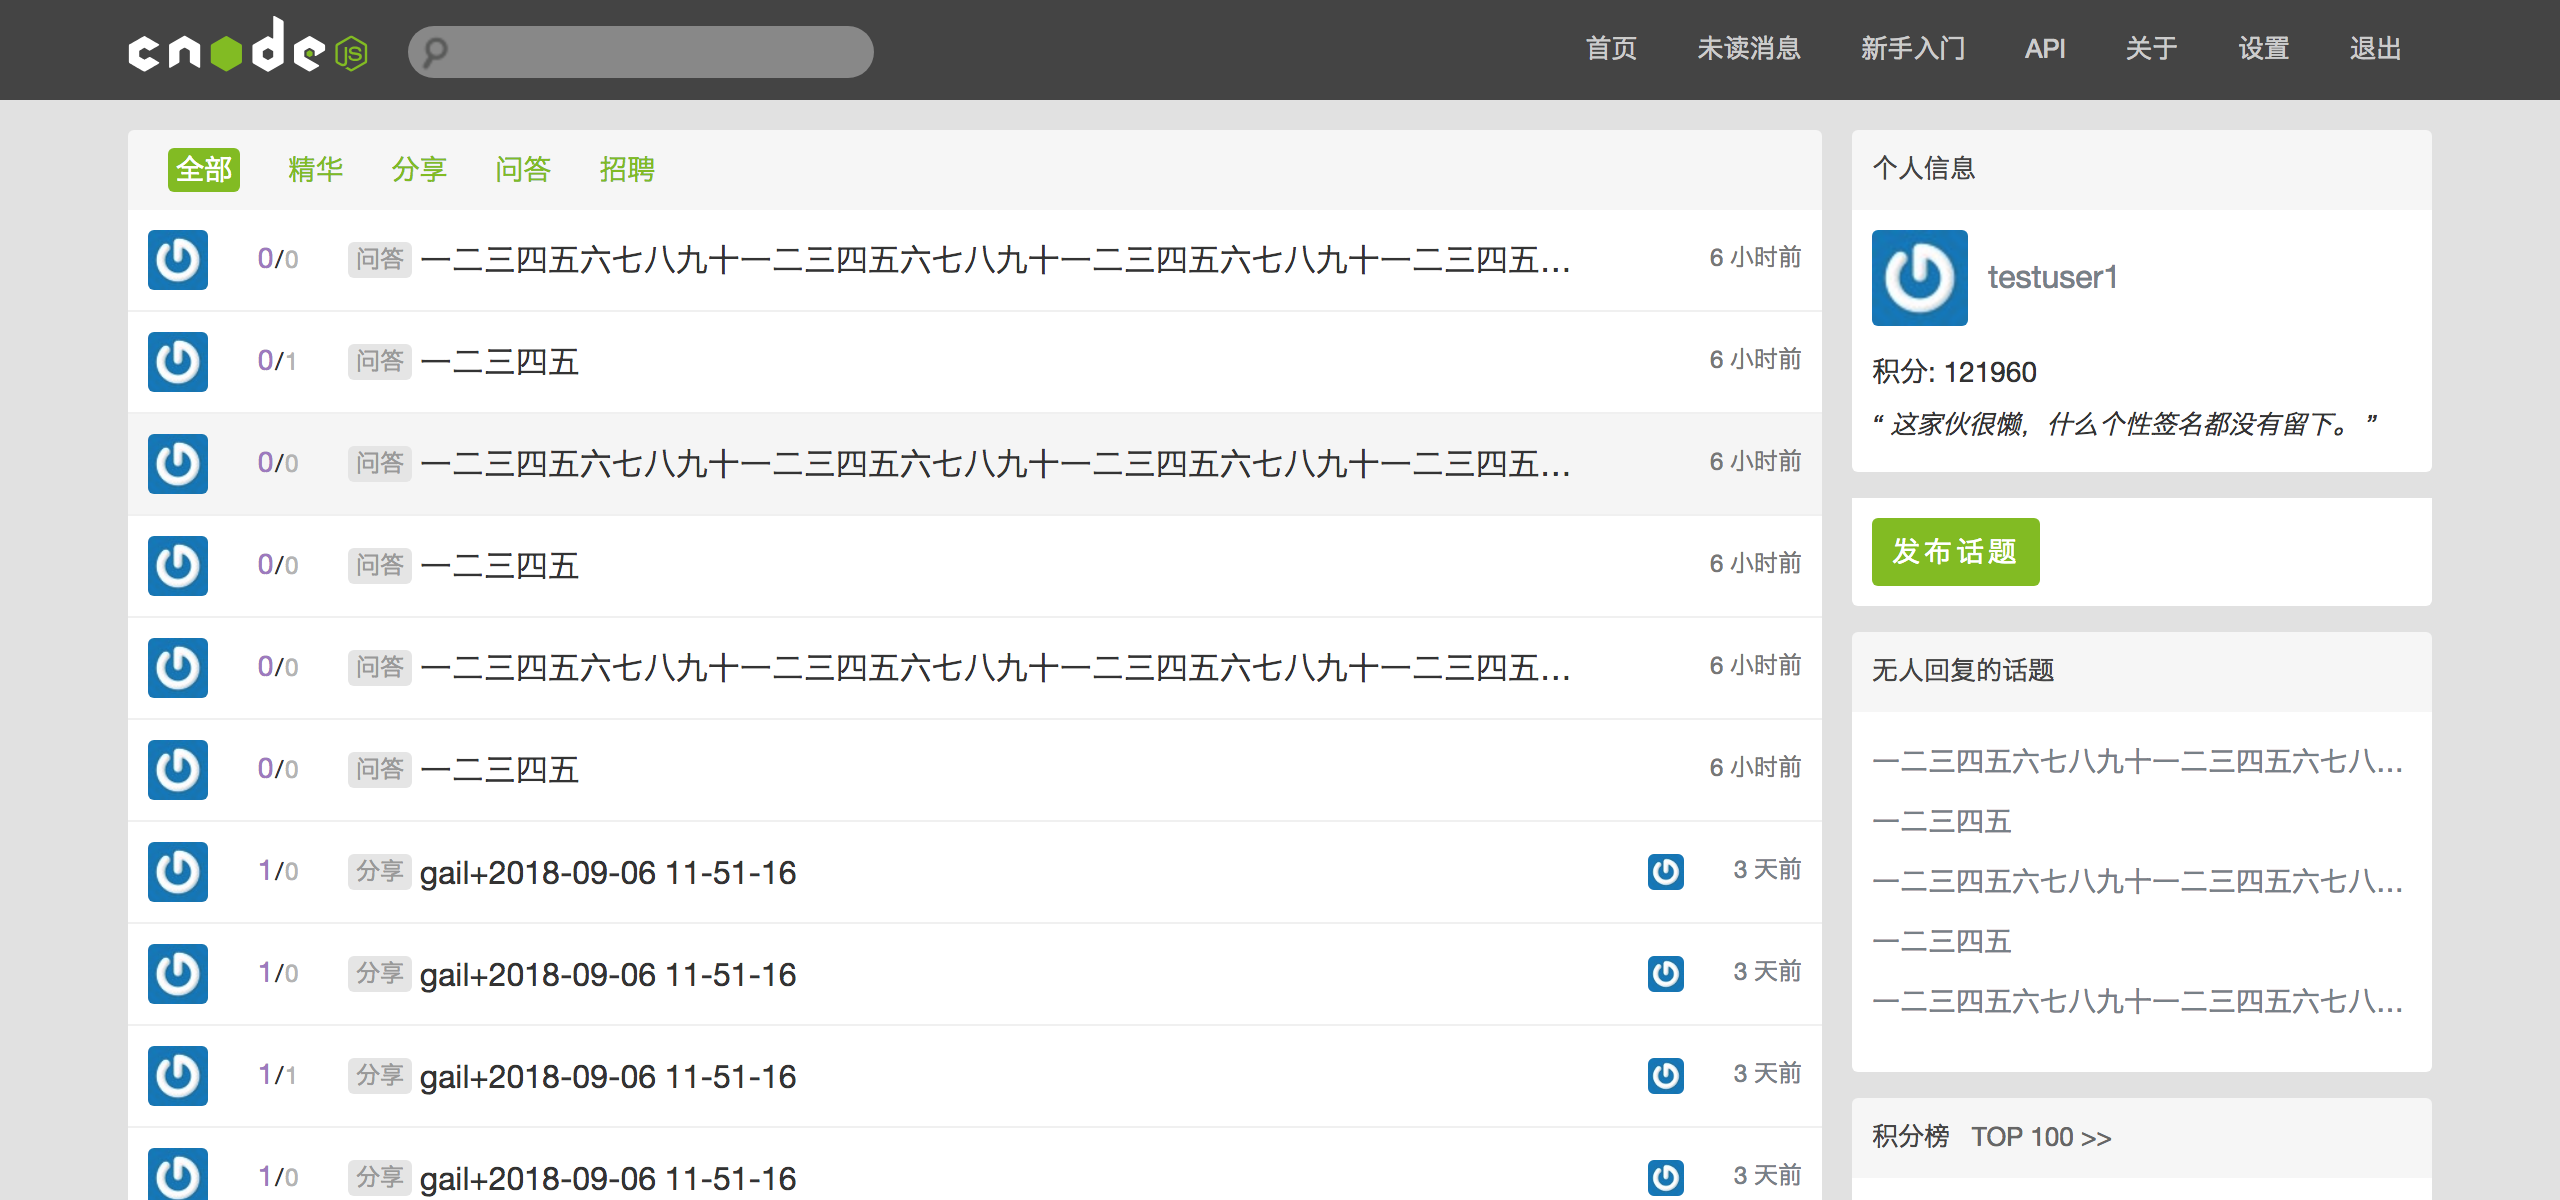 cnode JS
首页 未读消息 新手入门 API 关于 设置 退出
全部 精华 分享 问答 招聘
0/0 问答 一二三四五六七八九十一二三四五六七八九十一二三四五六七八九十一二三四五... 6 小时前
0/1 问答 一二三四五 6 小时前
0/0 问答 一二三四五六七八九十一二三四五六七八九十一二三四五六七八九十一二三四五... 6 小时前
0/0 问答 一二三四五 6 小时前
0/0 问答 一二三四五六七八九十一二三四五六七八九十一二三四五六七八九十一二三四五... 6 小时前
0/0 问答 一二三四五 6 小时前
1/0 分享 gail+2018-09-06 11-51-16 3 天前
1/0 分享 gail+2018-09-06 11-51-16 3 天前
1/1 分享 gail+2018-09-06 11-51-16 3 天前
1/0 分享 gail+2018-09-06 11-51-16 3 天前
个人信息
testuser1
积分: 121960
“ 这家伙很懒，什么个性签名都没有留下。 ”
发布话题
无人回复的话题
一二三四五六七八九十一二三四五六七八...
一二三四五
一二三四五六七八九十一二三四五六七八...
一二三四五
一二三四五六七八九十一二三四五六七八...
积分榜 TOP 100 >>